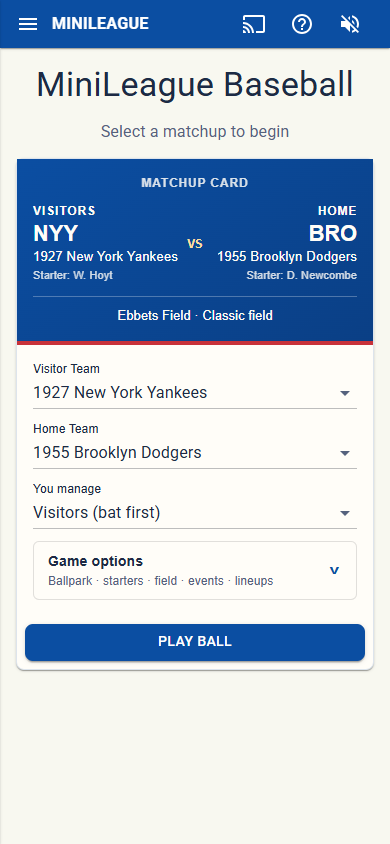 MINILEAGUE
MiniLeague Baseball
Select a matchup to begin
MATCHUP CARD
VISITORS
NYY
1927 New York Yankees
Starter: W. Hoyt
VS
HOME
BRO
1955 Brooklyn Dodgers
Starter: D. Newcombe
Ebbets Field · Classic field
Visitor Team
1927 New York Yankees
Home Team
1955 Brooklyn Dodgers
You manage
Visitors (bat first)
Game options
Ballpark · starters · field · events · lineups
v
PLAY BALL